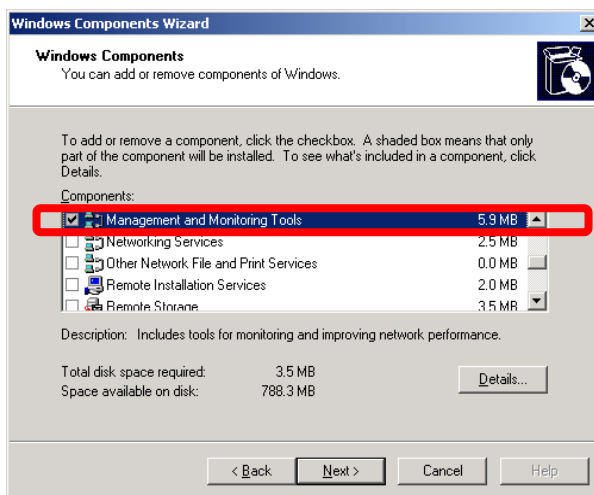 Windows Components Wizard
Windows Components
You can add or remove components of Windows.
To add or remove a component, click the checkbox. A shaded box means that only
part of the component will be installed. To see what's included in a component, click
Details.
Components:
Management and Monitoring Tools 5.9 MB
Networking Services 2.5 MB
Other Network File and Print Services 0.0 MB
Remote Installation Services 2.0 MB
Remote Storage 3.5 MB
Description: Includes tools for monitoring and improving network performance.
Total disk space required: 3.5 MB
Space available on disk: 788.3 MB
Details...
< Back Next > Cancel Help